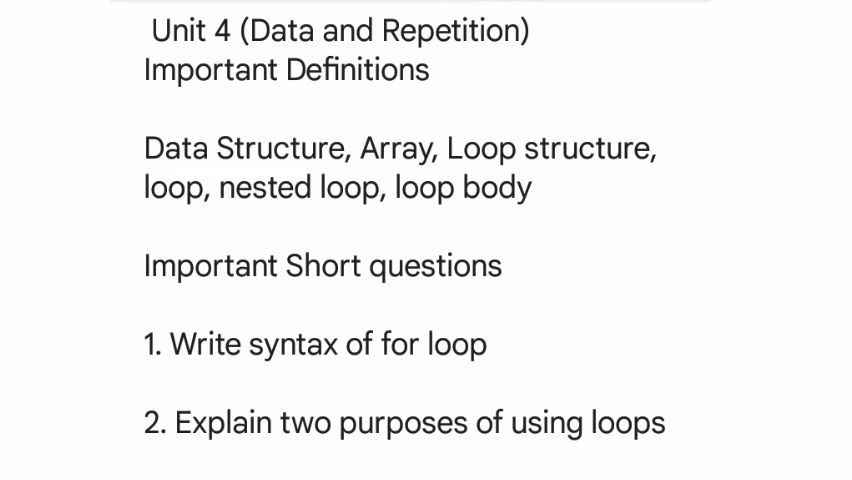 Unit 4 (Data and Repetition)
Important Definitions
Data Structure, Array, Loop structure,
loop, nested loop, loop body
Important Short questions
1. Write syntax of for loop
2. Explain two purposes of using loops